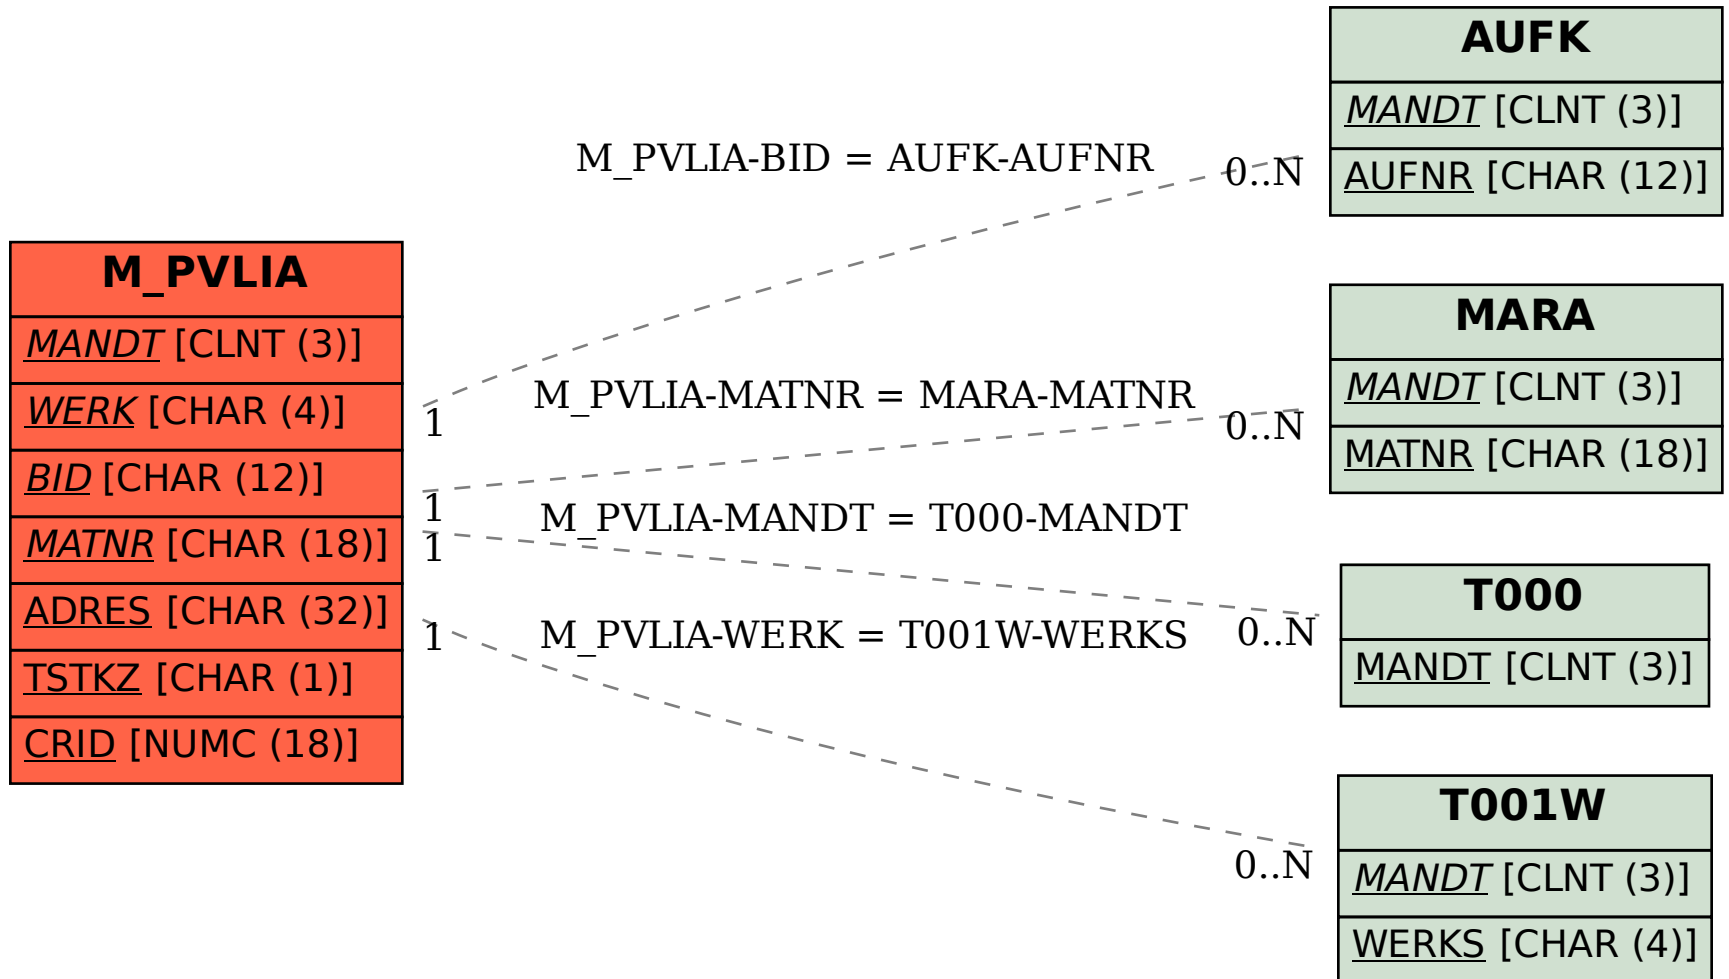 M_PVLIA
MANDT [CLNT (3)]
WERK [CHAR (4)]
BID [CHAR (12)]
MATNR [CHAR (18)]
ADRES [CHAR (32)]
TSTKZ [CHAR (1)]
CRID [NUMC (18)]
M_PVLIA-BID = AUFK-AUFNR
0..N
1
M_PVLIA-MATNR = MARA-MATNR
0..N
1
M_PVLIA-MANDT = T000-MANDT
0..N
1
M_PVLIA-WERK = T001W-WERKS
0..N
1
AUFK
MANDT [CLNT (3)]
AUFNR [CHAR (12)]
MARA
MANDT [CLNT (3)]
MATNR [CHAR (18)]
T000
MANDT [CLNT (3)]
T001W
MANDT [CLNT (3)]
WERKS [CHAR (4)]